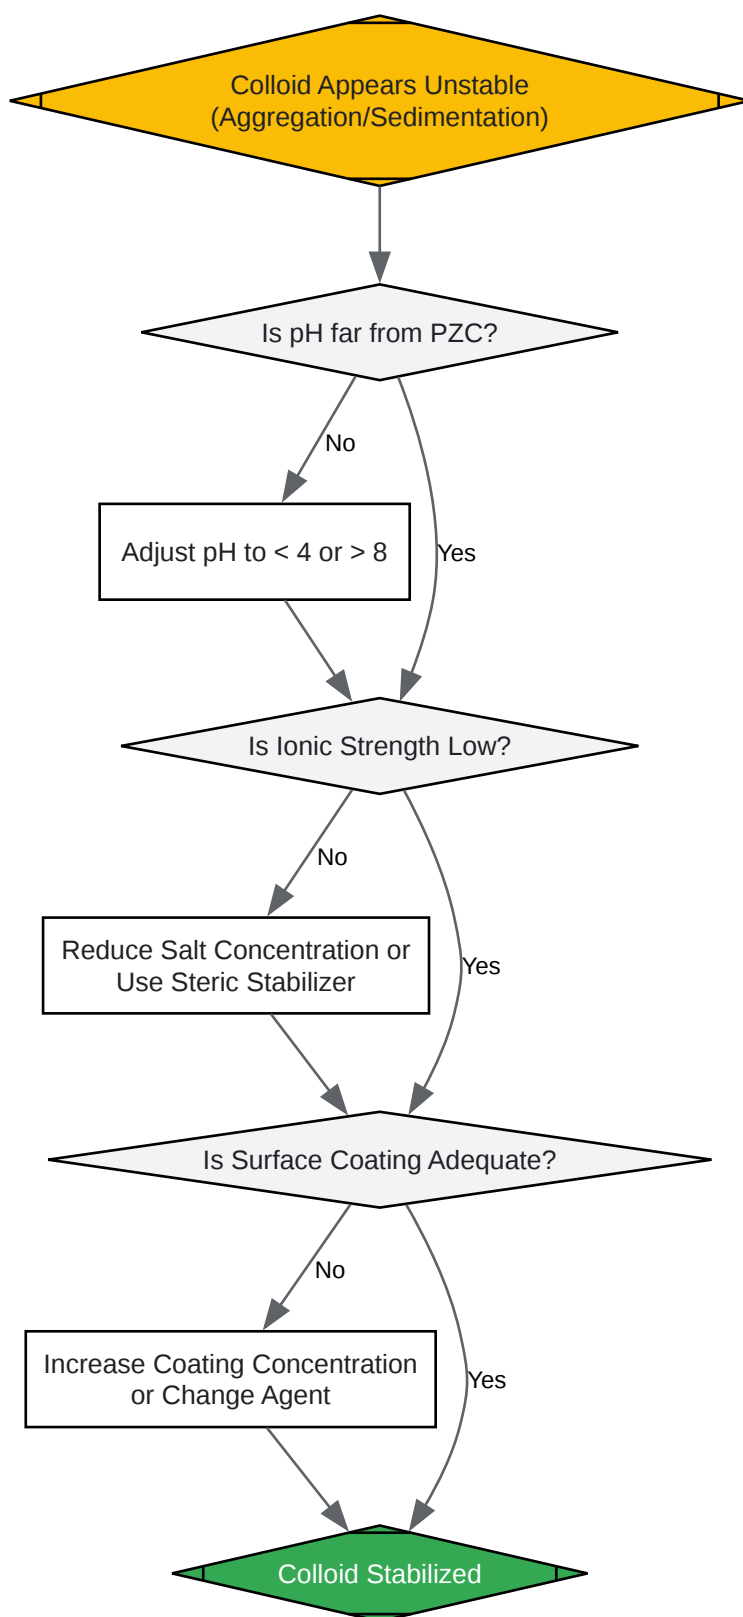 Colloid Appears Unstable
(Aggregation/Sedimentation)
Is pH far from PZC?
No
Adjust pH to < 4 or > 8
Yes
Is Ionic Strength Low?
No
Reduce Salt Concentration or
Use Steric Stabilizer
Yes
Is Surface Coating Adequate?
No
Increase Coating Concentration
or Change Agent
Yes
Colloid Stabilized